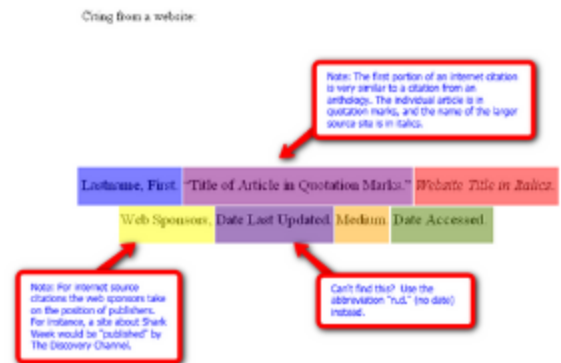 Citing from a website:
Note: The first portion of an internet citation
is very similar to a citation from an
anthology. The individual article is in
quotation marks, and the name of the larger
source site is in italics.
Lastname, First. "Title of Article in Quotation Marks." Website Title in Italics.
Web Sponsors, Date Last Updated. Medium. Date Accessed.
Note: For internet source
citations the web sponsors take
on the position of publishers.
For instance, a site about Shark
Week would be "published" by
The Discovery Channel.
Can't find this? Use the
abbreviation "n.d." (no date)
instead.